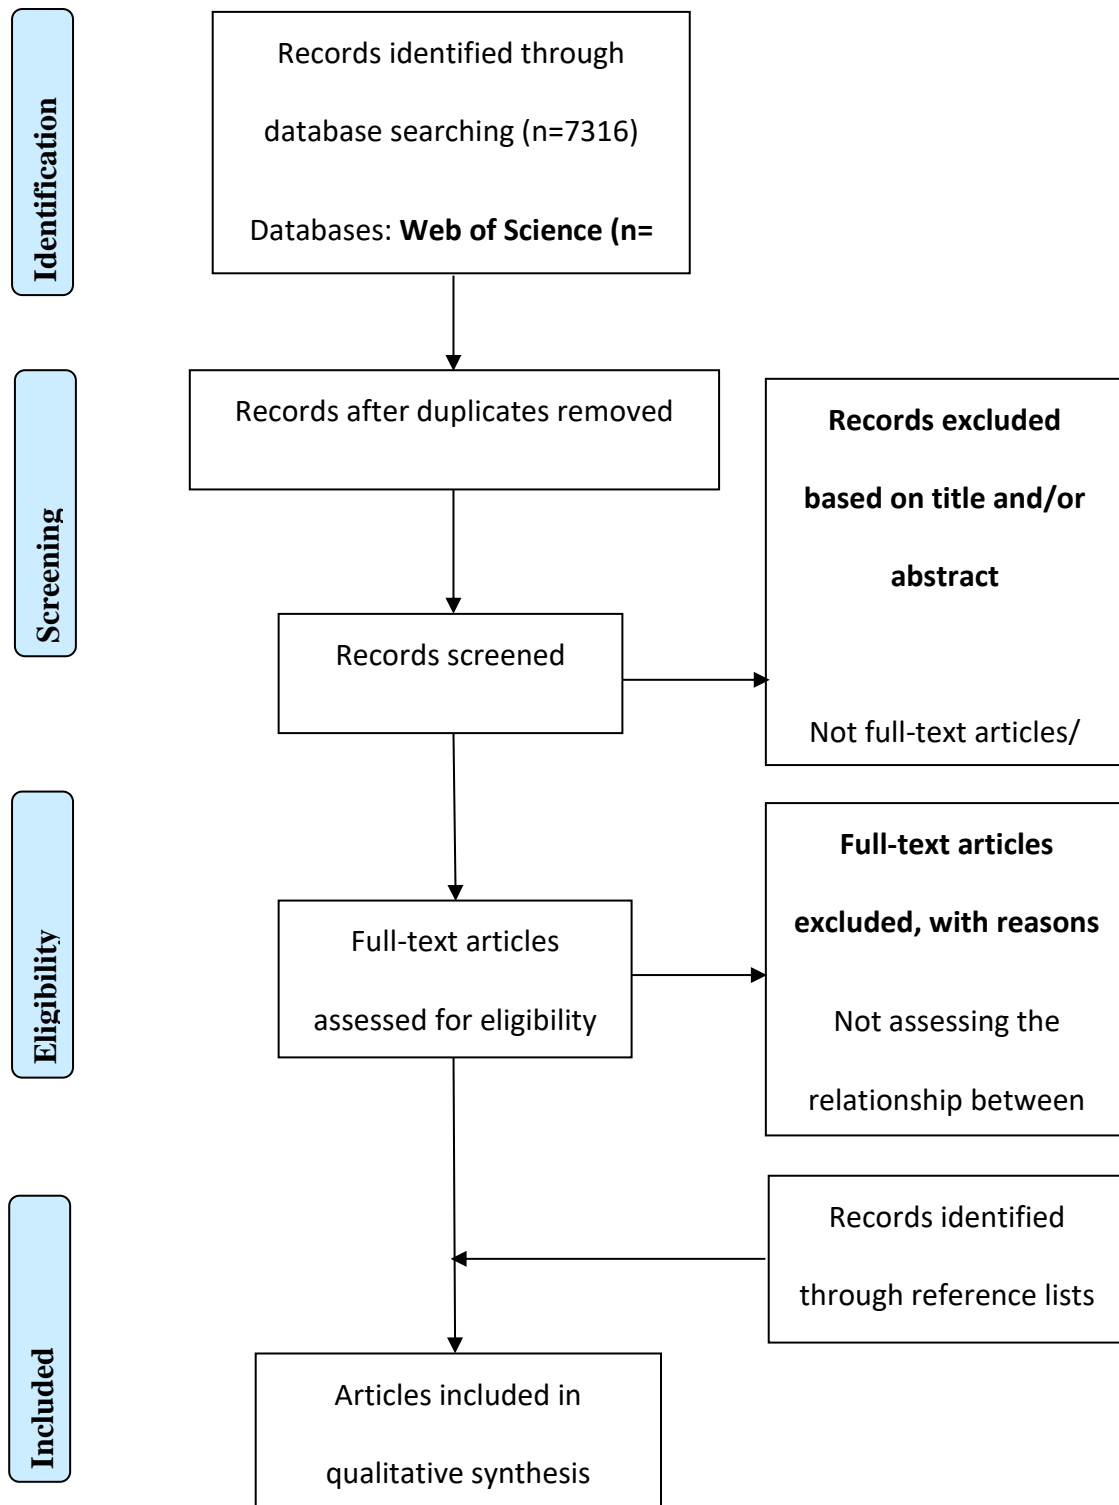 Identification
Records identified through
database searching (n=7316)
Databases: Web of Science (n=
Screening
Records after duplicates removed
Records excluded
based on title and/or
abstract
Not full-text articles/
Records screened
Eligibility
Full-text articles
assessed for eligibility
Full-text articles
excluded, with reasons
Not assessing the
relationship between
Included
Records identified
through reference lists
Articles included in
qualitative synthesis